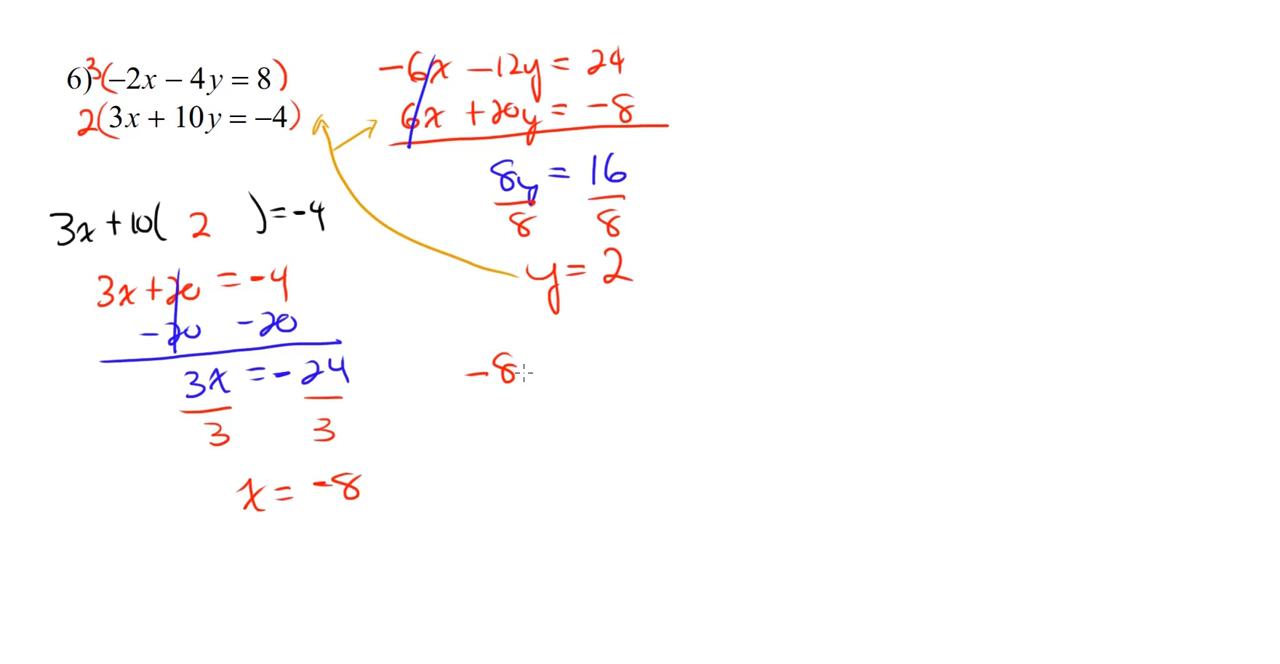 6) 3(−2x − 4y = 8)
2(3x + 10y = −4)
3x + 10( 2 ) = -4
3x + 20 = -4
-20 -20
3x = -24
3 3
x = -8
-6x -12y = 24
6x +20y = -8
8y = 16
8 8
y = 2
-8